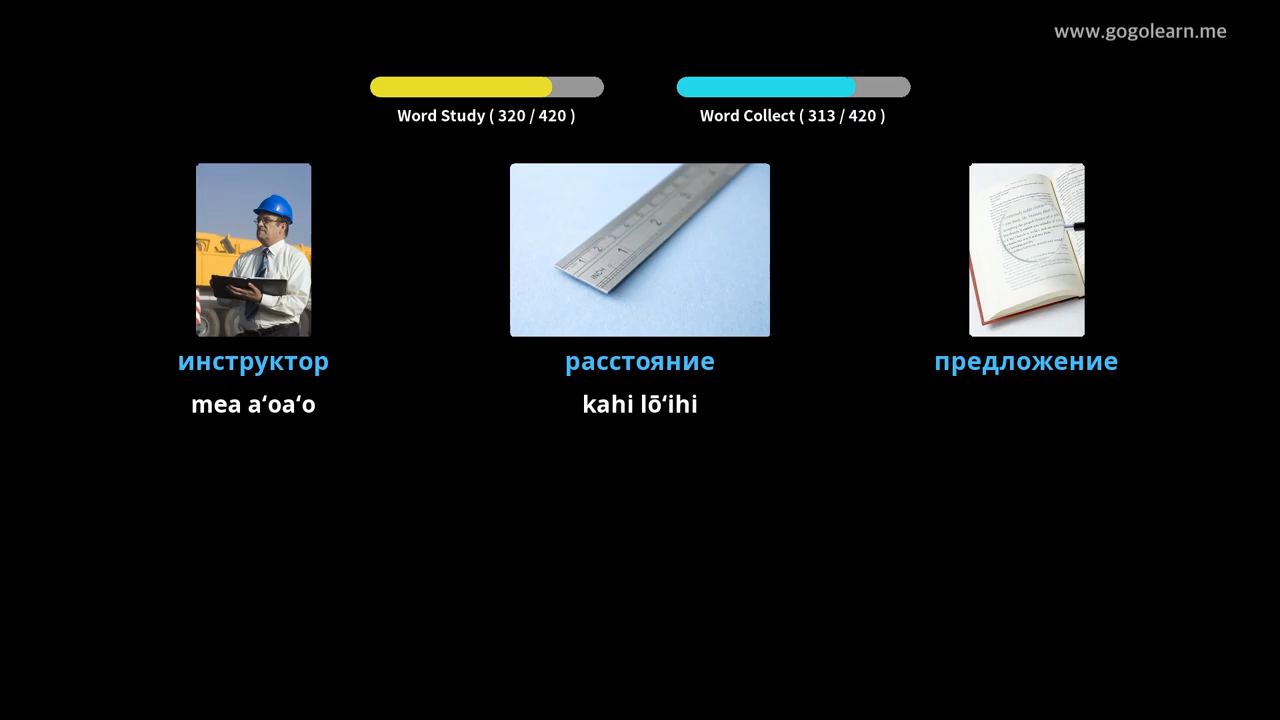 www.gogolearn.me
Word Study ( 320 / 420 )
Word Collect ( 313 / 420 )
инструктор
расстояние
предложение
mea aʻoaʻo
kahi lōʻihi